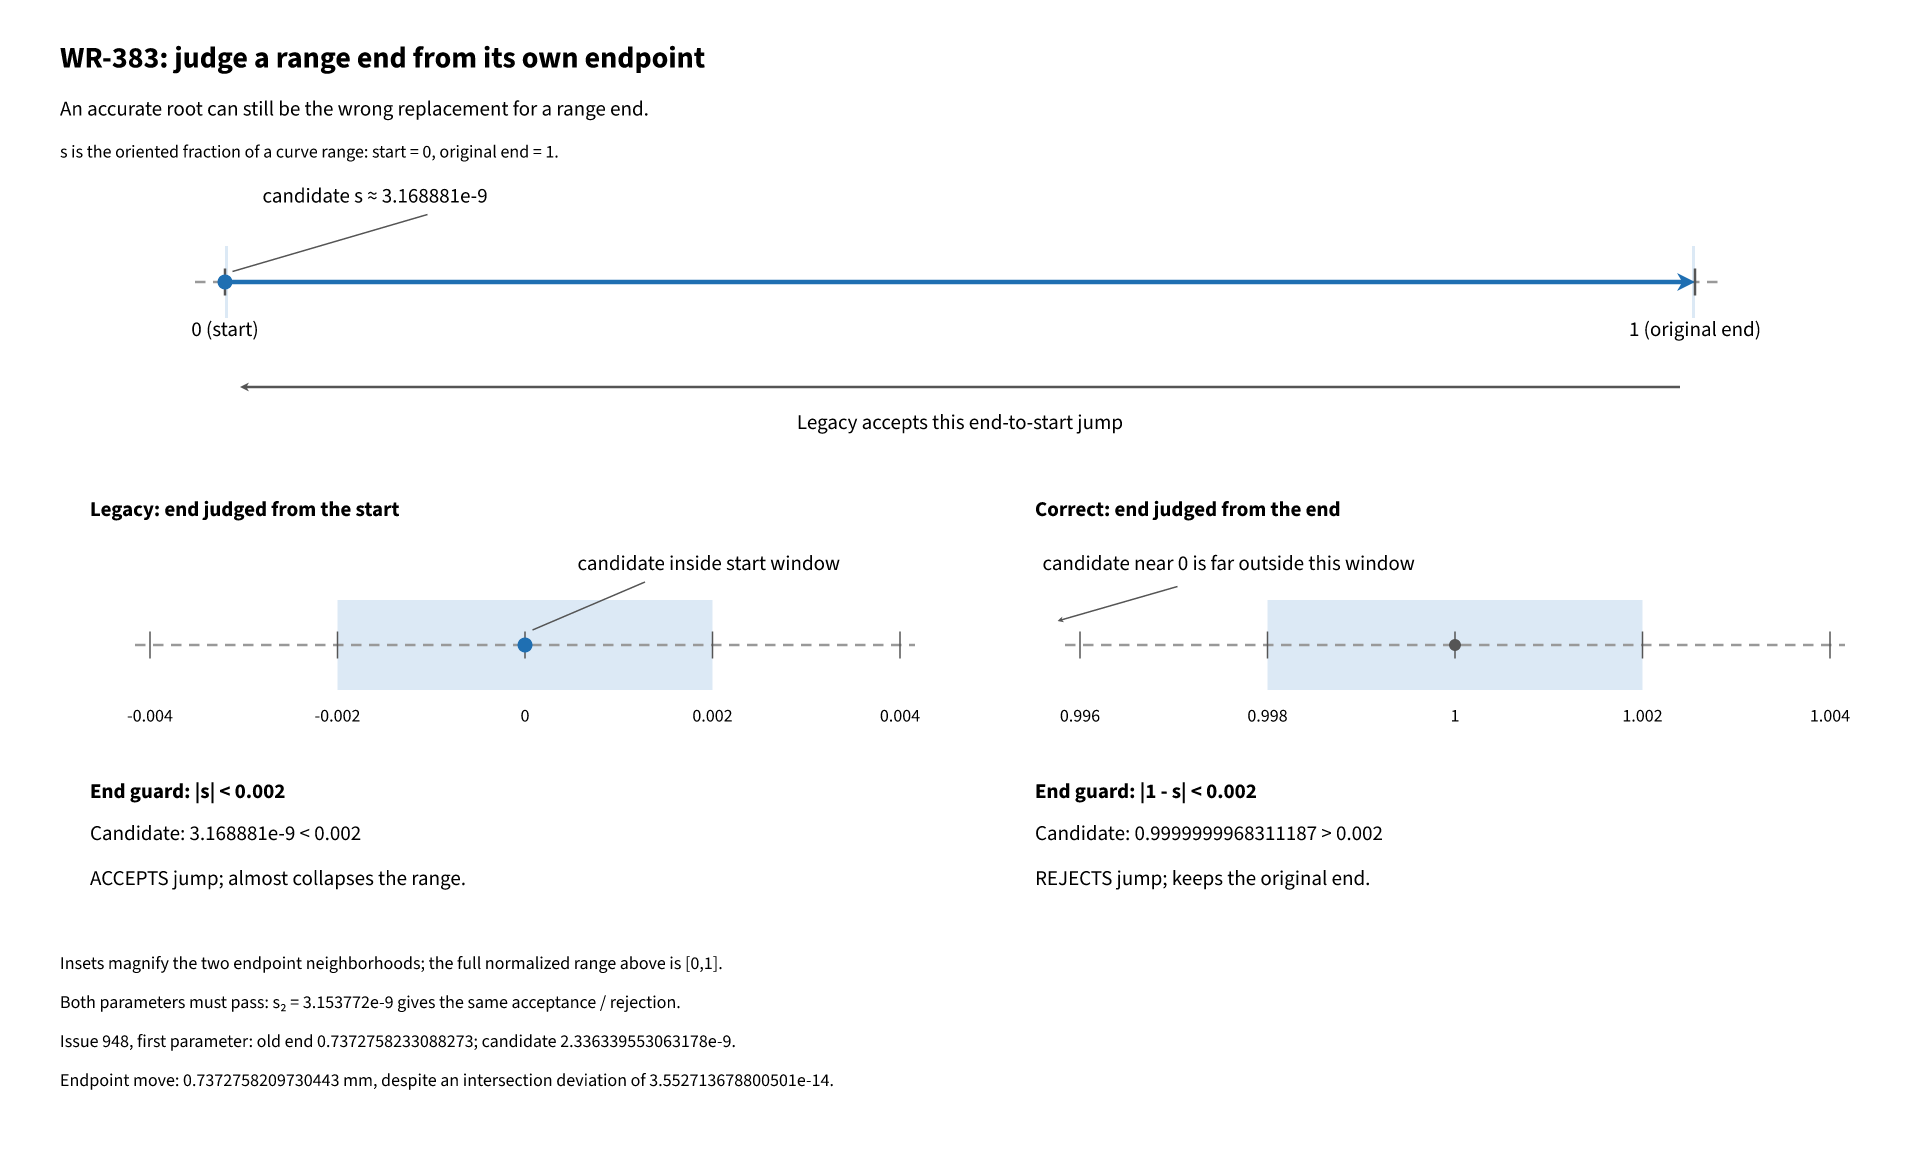 WR-383: judge a range end from its own endpoint
An accurate root can still be the wrong replacement for a range end.
s is the oriented fraction of a curve range: start = 0, original end = 1.
candidate s ≈ 3.168881e-9
0 (start)
1 (original end)
Legacy accepts this end-to-start jump
Legacy: end judged from the start
candidate inside start window
-0.004
-0.002
0
0.002
0.004
End guard: |s| < 0.002
Candidate: 3.168881e-9 < 0.002
ACCEPTS jump; almost collapses the range.
Correct: end judged from the end
candidate near 0 is far outside this window
0.996
0.998
1
1.002
1.004
End guard: |1 - s| < 0.002
Candidate: 0.9999999968311187 > 0.002
REJECTS jump; keeps the original end.
Insets magnify the two endpoint neighborhoods; the full normalized range above is [0,1].
Both parameters must pass: s₂ = 3.153772e-9 gives the same acceptance / rejection.
Issue 948, first parameter: old end 0.7372758233088273; candidate 2.336339553063178e-9.
Endpoint move: 0.7372758209730443 mm, despite an intersection deviation of 3.552713678800501e-14.